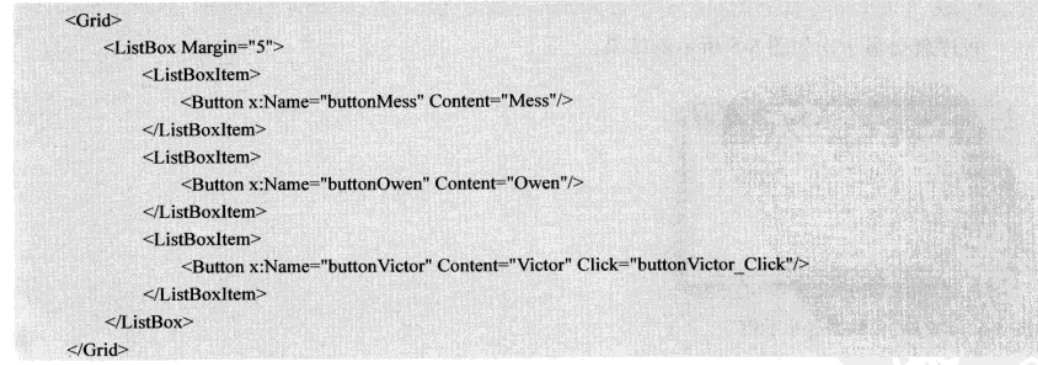 <Grid>
<ListBox Margin="5">
<ListBoxItem>
<Button x:Name="buttonMess" Content="Mess"/>
</ListBoxItem>
<ListBoxItem>
<Button x:Name="buttonOwen" Content="Owen"/>
</ListBoxItem>
<ListBoxItem>
<Button x:Name="buttonVictor" Content="Victor" Click="buttonVictor_Click"/>
</ListBoxItem>
</ListBox>
</Grid>